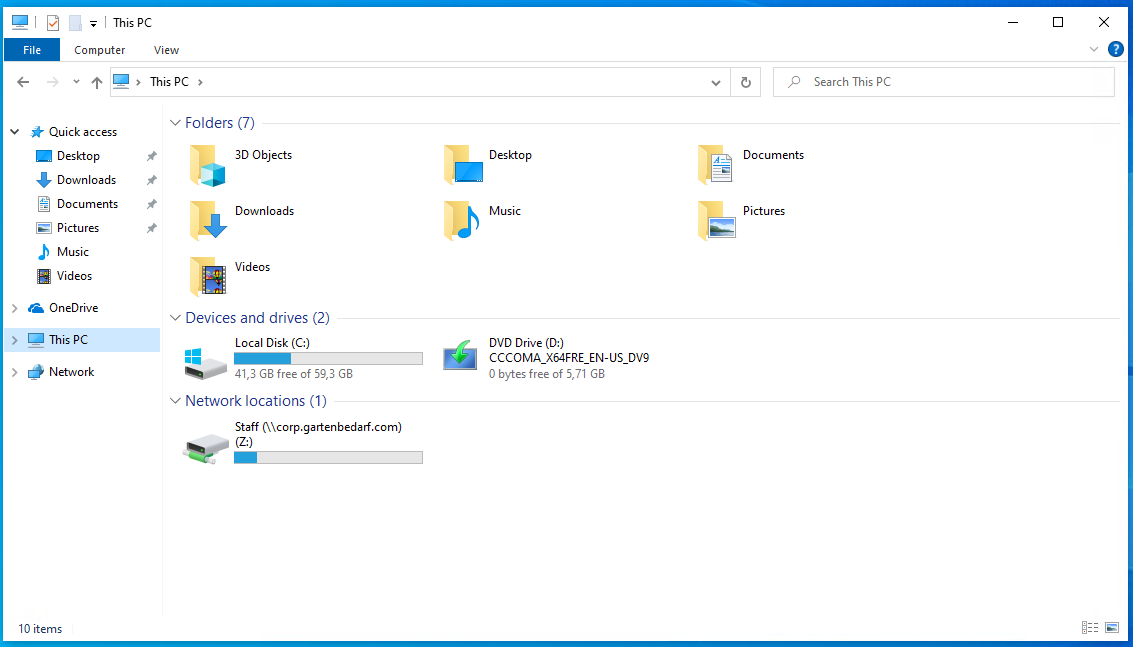 This PC
File Computer View
This PC
Search This PC
Quick access
Desktop
Downloads
Documents
Pictures
Music
Videos
OneDrive
This PC
Network
Folders (7)
3D Objects
Desktop
Documents
Downloads
Music
Pictures
Videos
Devices and drives (2)
Local Disk (C:)
41,3 GB free of 59,3 GB
DVD Drive (D:)
CCCOMA_X64FRE_EN-US_DV9
0 bytes free of 5,71 GB
Network locations (1)
Staff (\\corp.gartenbedarf.com)
(Z:)
10 items